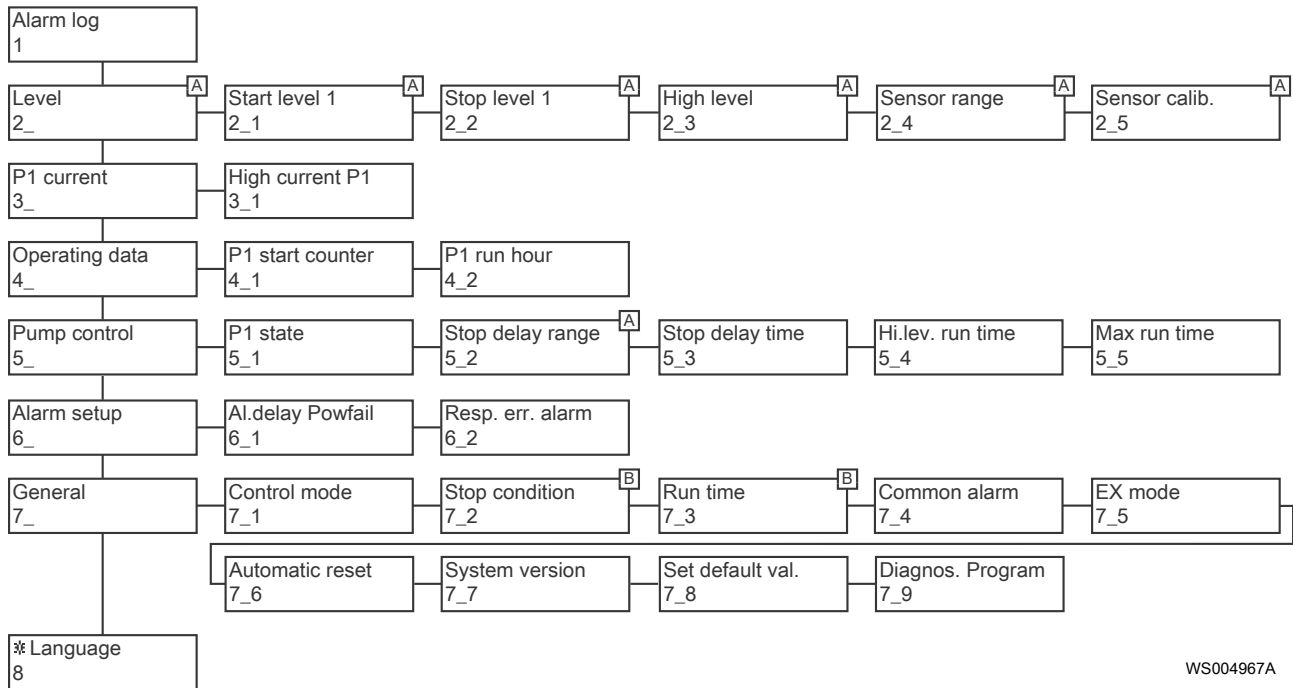 Alarm log
1
Level
2_
A
Start level 1
2_1
A
Stop level 1
2_2
A
High level
2_3
A
Sensor range
2_4
A
Sensor calib.
2_5
A
P1 current
3_
High current P1
3_1
Operating data
4_
P1 start counter
4_1
P1 run hour
4_2
Pump control
5_
P1 state
5_1
Stop delay range
5_2
A
Stop delay time
5_3
Hi.lev. run time
5_4
Max run time
5_5
Alarm setup
6_
Al.delay Powfail
6_1
Resp. err. alarm
6_2
General
7_
Control mode
7_1
Stop condition
7_2
B
Run time
7_3
B
Common alarm
7_4
EX mode
7_5
Automatic reset
7_6
System version
7_7
Set default val.
7_8
Diagnos. Program
7_9
※ Language
8
WS004967A